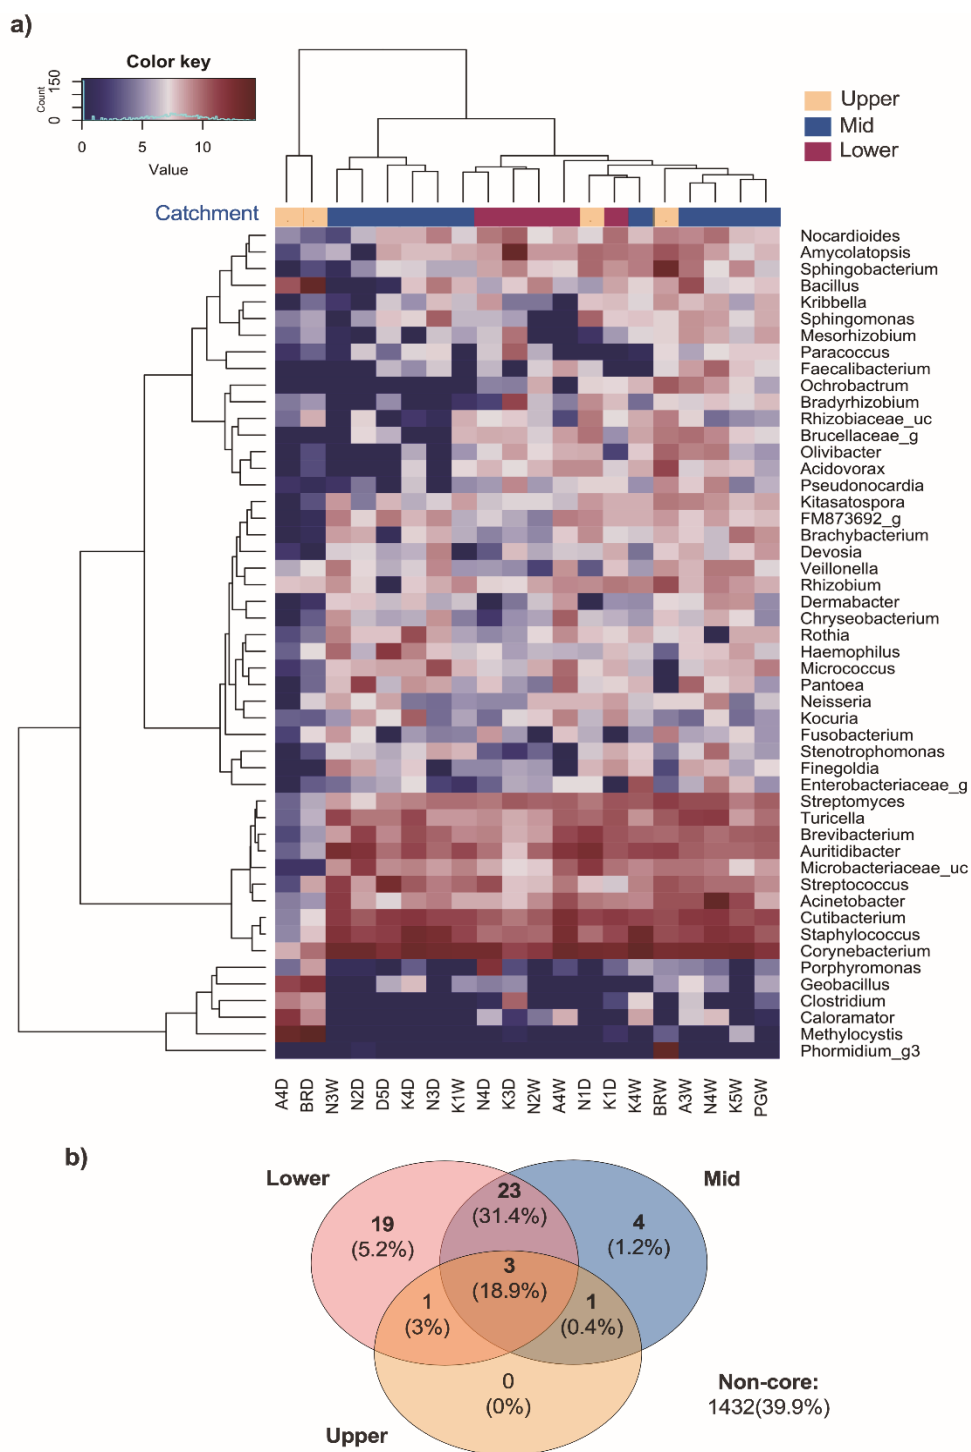 a)
Color key
Count
0
150
0
5
10
Value
Upper
Mid
Lower
Catchment
Nocardioides
Amycolatopsis
Sphingobacterium
Bacillus
Kribbella
Sphingomonas
Mesorhizobium
Paracoccus
Faecalibacterium
Ochrobactrum
Bradyrhizobium
Rhizobiaceae_uc
Brucellaceae_g
Olivibacter
Acidovorax
Pseudonocardia
Kitasatospora
FM873692_g
Brachybacterium
Devosia
Veillonella
Rhizobium
Dermabacter
Chryseobacterium
Rothia
Haemophilus
Micrococcus
Pantoea
Neisseria
Kocuria
Fusobacterium
Stenotrophomonas
Finegoldia
Enterobacteriaceae_g
Streptomyces
Turicella
Brevibacterium
Auritidibacter
Microbacteriaceae_uc
Streptococcus
Acinetobacter
Cutibacterium
Staphylococcus
Corynebacterium
Porphyromonas
Geobacillus
Clostridium
Caloramator
Methylocystis
Phormidium_g3
A4D BRD N3W N2D D5D K4D N3D K1W N4D K3D N2W A4W N1D K1D K4W BRW A3W N4W K5W PGW
b)
Lower
Mid
23
(31.4%)
19
(5.2%)
4
(1.2%)
3
(18.9%)
1
(3%)
1
(0.4%)
0
(0%)
Non-core:
1432(39.9%)
Upper